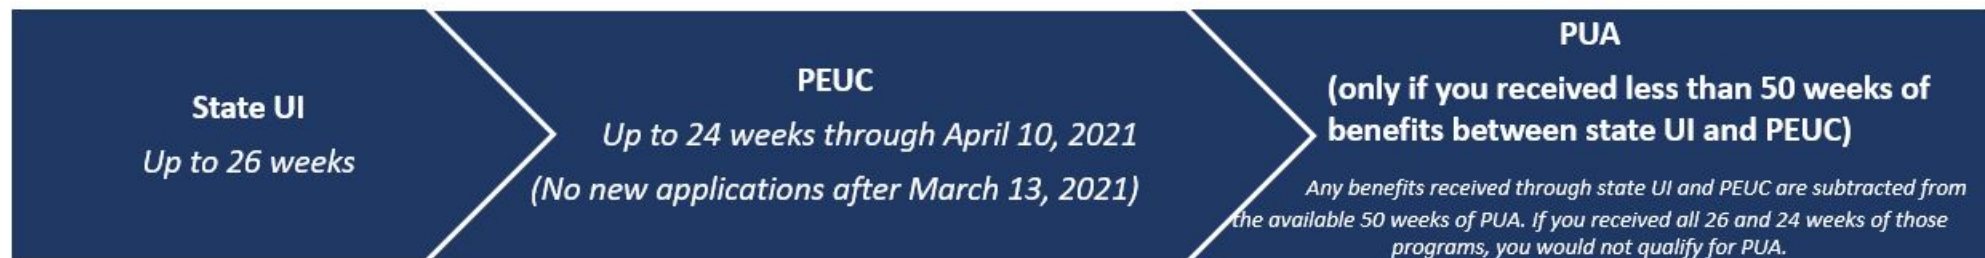 State UI
Up to 26 weeks
PEUC
Up to 24 weeks through April 10, 2021
(No new applications after March 13, 2021)
PUA
(only if you received less than 50 weeks of
benefits between state UI and PEUC)
Any benefits received through state UI and PEUC are subtracted from
the available 50 weeks of PUA. If you received all 26 and 24 weeks of those
programs, you would not qualify for PUA.